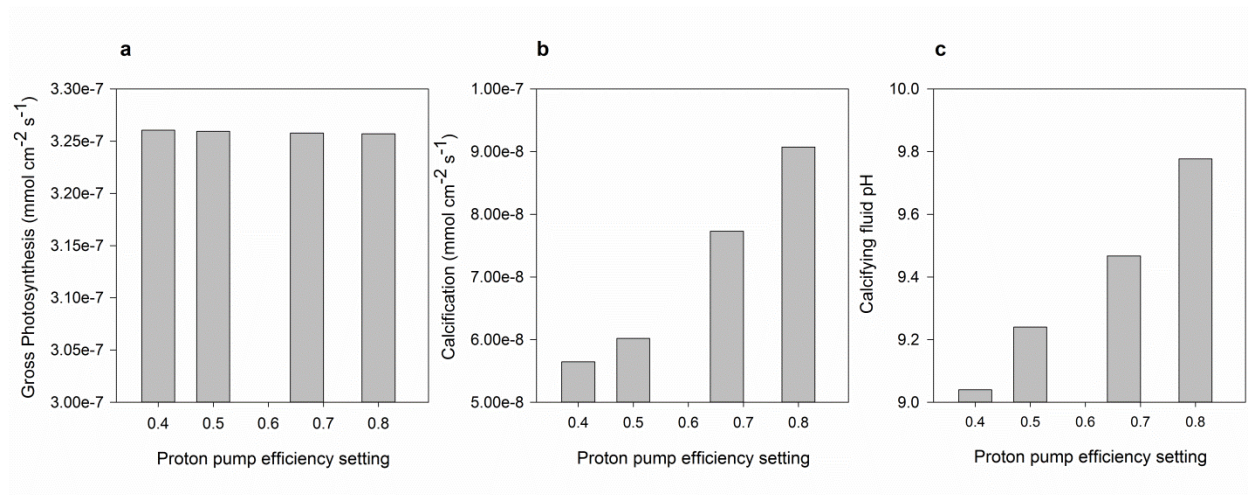 a
3.30e-7
3.25e-7
3.20e-7
3.15e-7
3.10e-7
3.05e-7
3.00e-7
Gross Photosynthesis (mmol cm-2 s-1)
0.4 0.5 0.6 0.7 0.8
Proton pump efficiency setting
b
1.00e-7
9.00e-8
8.00e-8
7.00e-8
6.00e-8
5.00e-8
Calcification (mmol cm-2 s-1)
0.4 0.5 0.6 0.7 0.8
Proton pump efficiency setting
c
10.0
9.8
9.6
9.4
9.2
9.0
Calcifying fluid pH
0.4 0.5 0.6 0.7 0.8
Proton pump efficiency setting